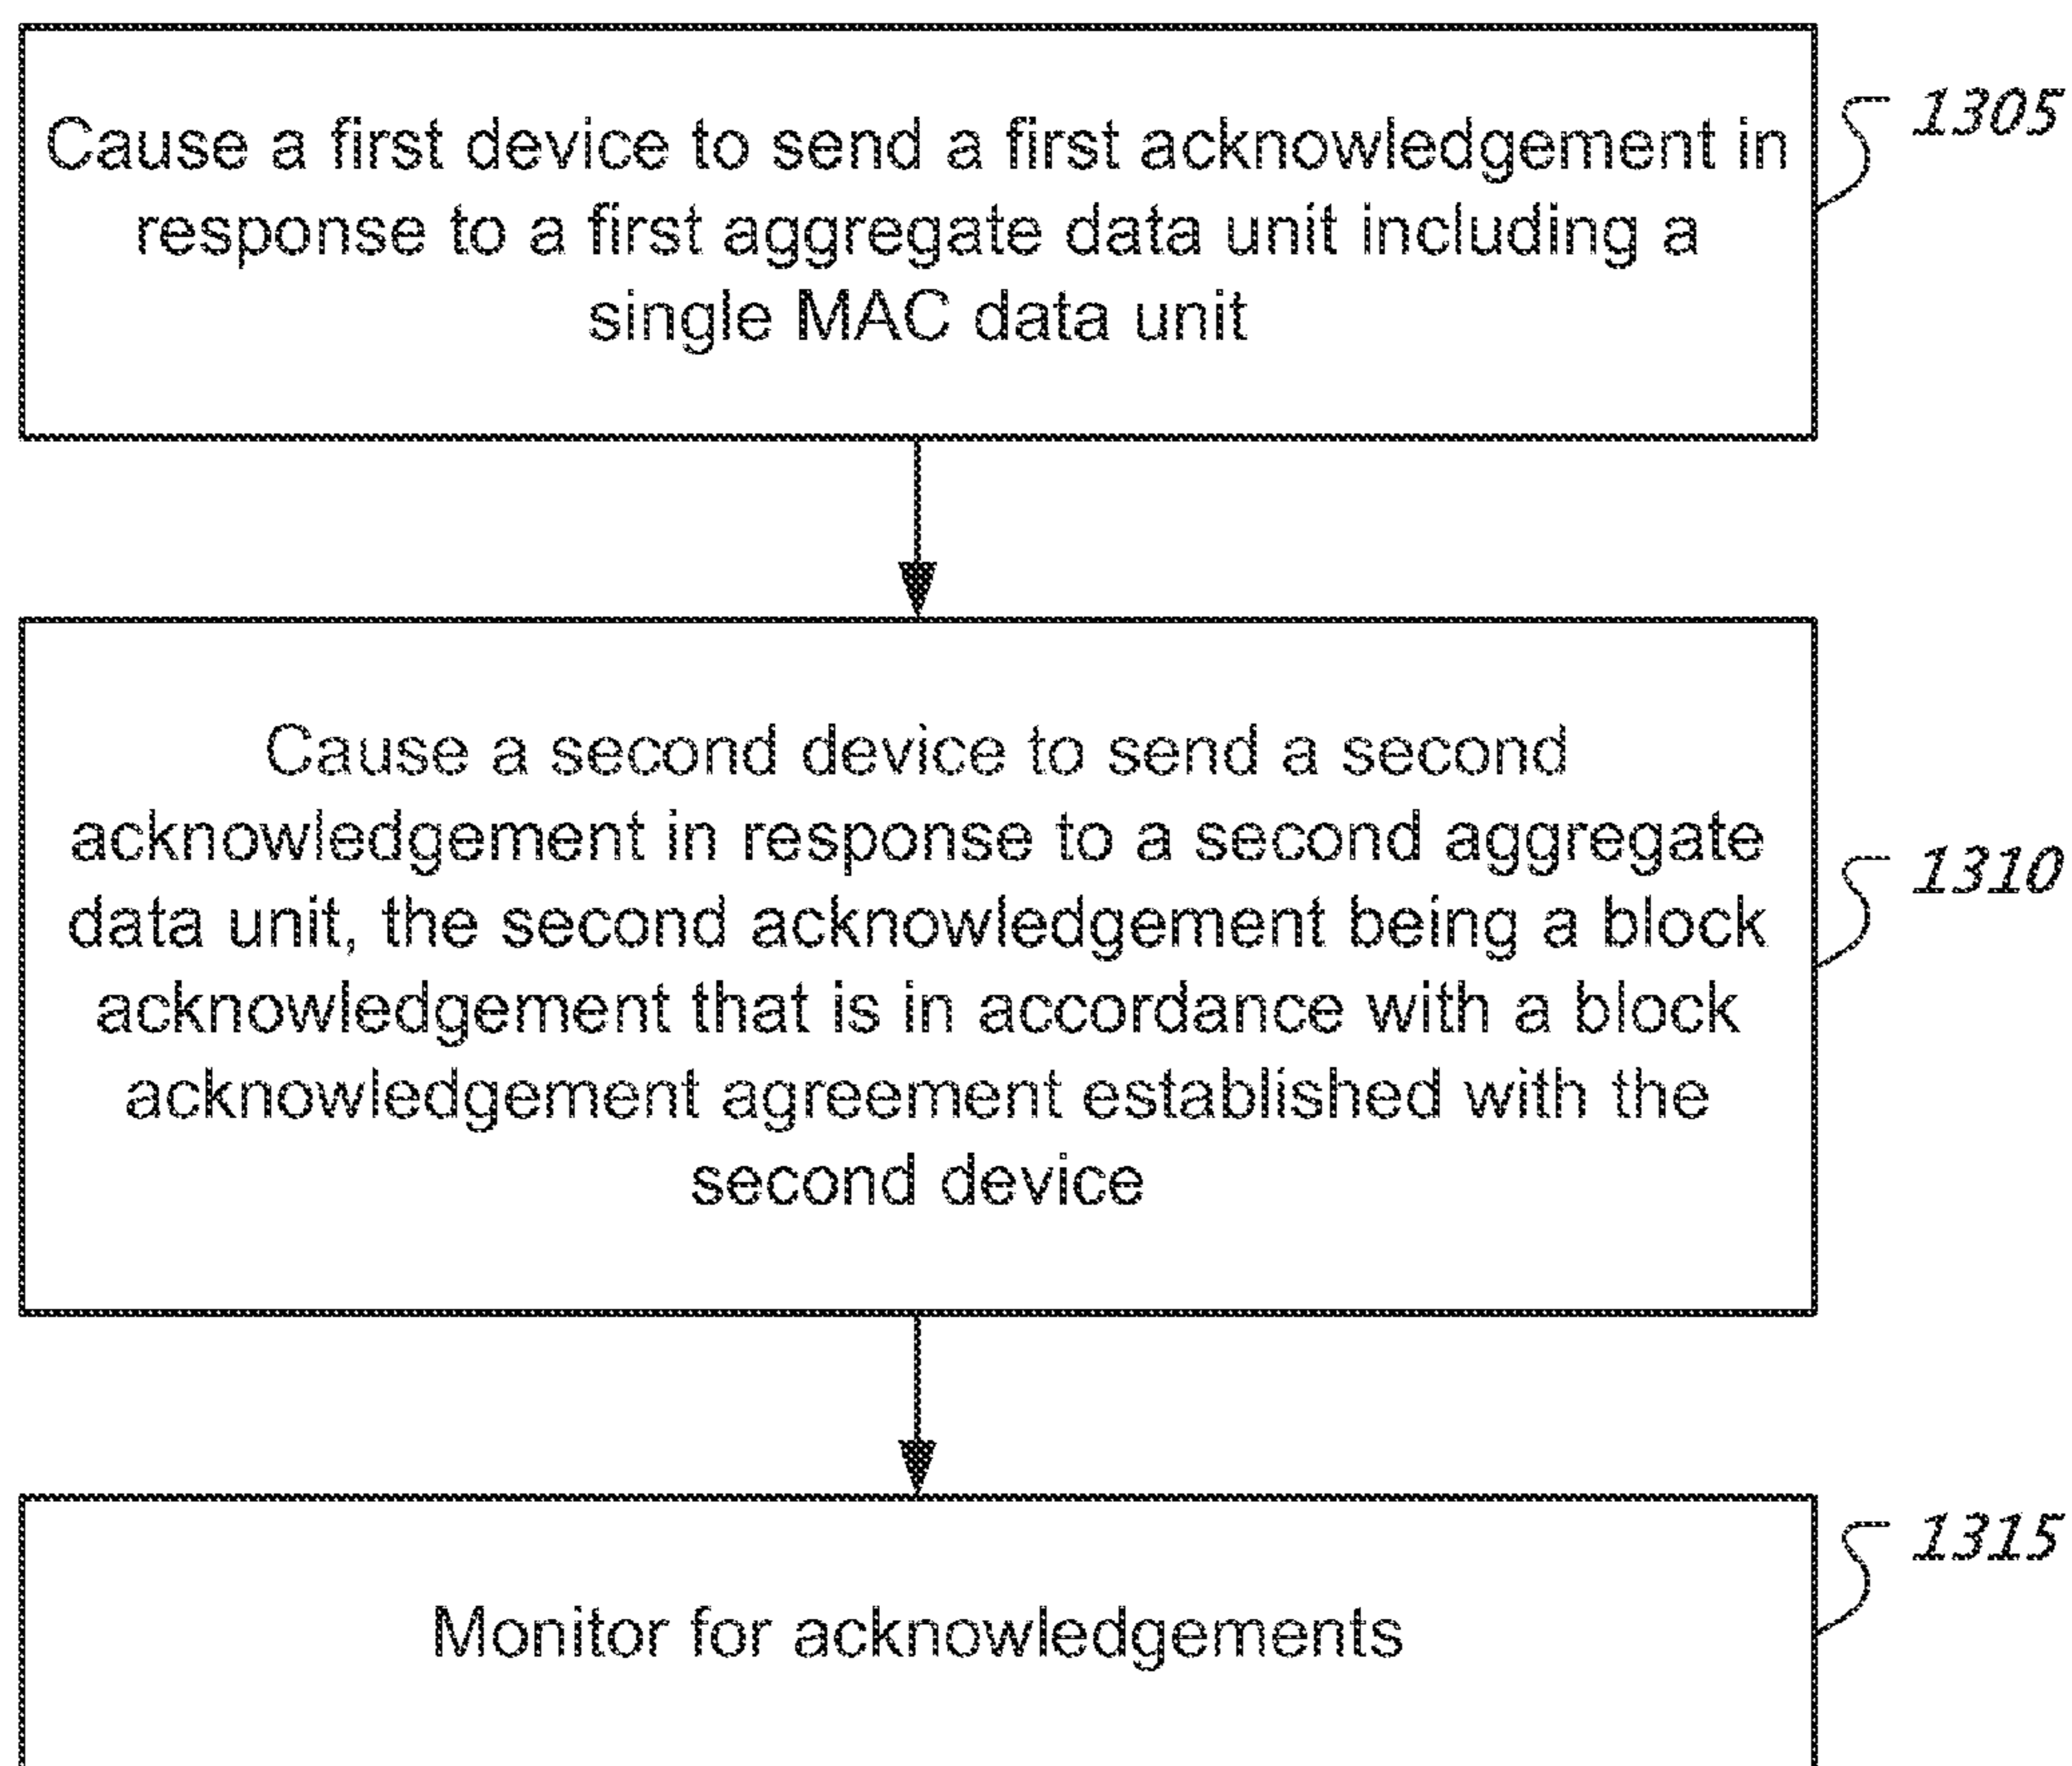 Cause a first device to send a first acknowledgement in
response to a first aggregate data unit including a
single MAC data unit
1305
Cause a second device to send a second
acknowledgement in response to a second aggregate
data unit, the second acknowledgement being a block
acknowledgement that is in accordance with a block
acknowledgement agreement established with the
second device
1310
Monitor for acknowledgements
1315